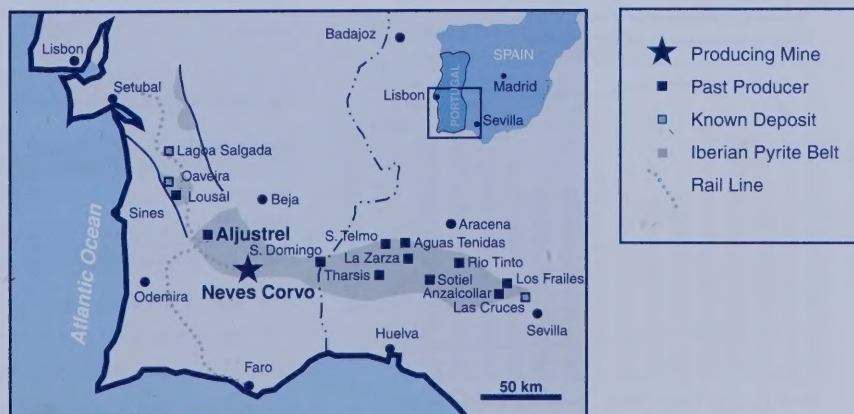 Lisbon
Badajoz
SPAIN
Setubal
Madrid
Lisbon
PORTUGAL
Sevilla
Lagoa Salgada
Oaveira
Lousal
Beja
Sines
Aljustrel
S. Domingo
S. Telmo
Aracena
Aguas Tenidas
La Zarza
Rio Tinto
Tharsis
Sotiel
Los Frailes
Anzalcollar
Las Cruces
Neves Corvo
Odemira
Atlantic Ocean
Sevilla
Huelva
Faro
50 km
Producing Mine
Past Producer
Known Deposit
Iberian Pyrite Belt
Rail Line